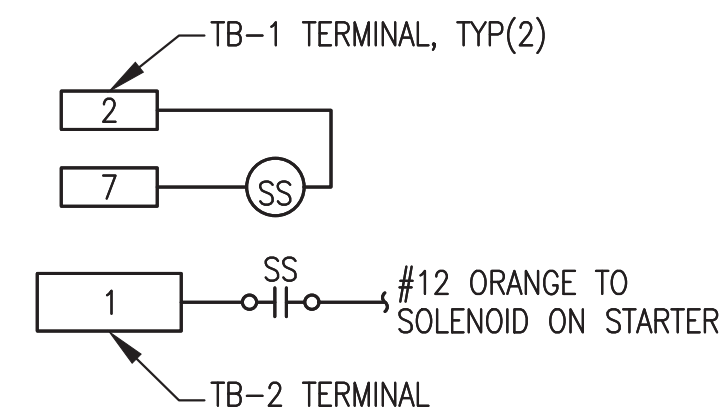 TB-1 TERMINAL, TYP(2)
2
7
SS
SS
1
#12 ORANGE TO
SOLENOID ON STARTER
TB-2 TERMINAL